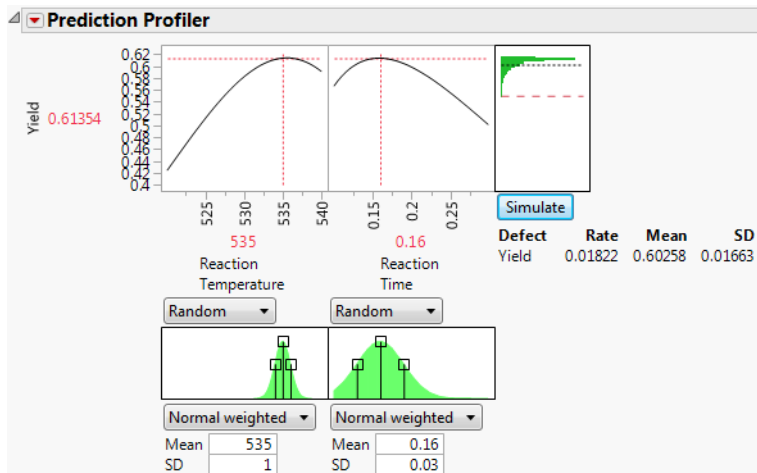 Prediction Profiler
Yield
0.61354
0.62
0.6
0.58
0.56
0.54
0.52
0.5
0.48
0.46
0.44
0.42
0.4
525
530
535
540
0.15
0.2
0.25
535
Reaction
Temperature
0.16
Reaction
Time
Simulate
Defect Rate Mean SD
Yield 0.01822 0.60258 0.01663
Random Random
Normal weighted Normal weighted
Mean 535 Mean 0.16
SD 1 SD 0.03